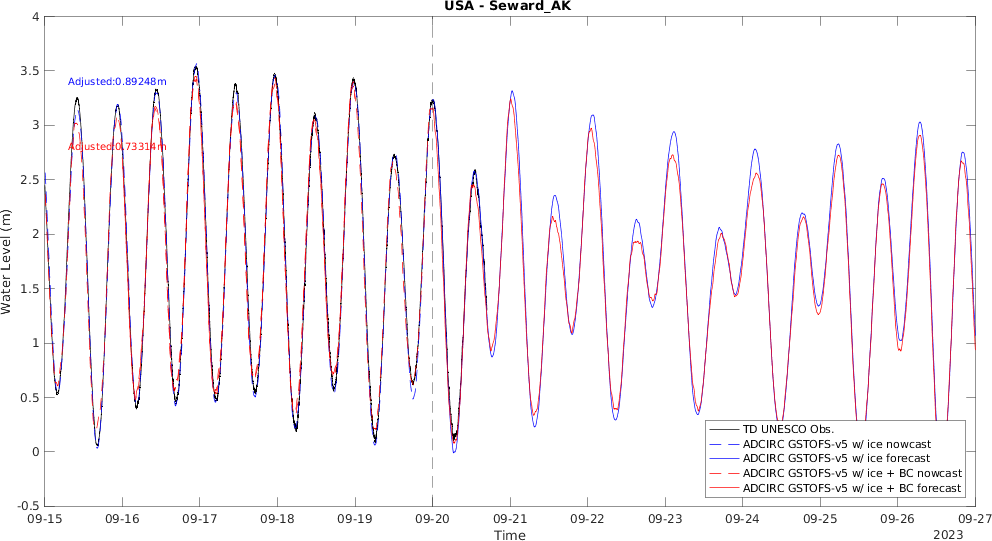 USA - Seward_AK
4
3.5
3
2.5
2
1.5
1
0.5
0
-0.5
Water Level (m)
Adjusted:0.89248m
Adjusted:0.73314m
TD UNESCO Obs.
ADCIRC GSTOFS-v5 w/ ice nowcast
ADCIRC GSTOFS-v5 w/ ice forecast
ADCIRC GSTOFS-v5 w/ ice + BC nowcast
ADCIRC GSTOFS-v5 w/ ice + BC forecast
09-15 09-16 09-17 09-18 09-19 09-20 09-21 09-22 09-23 09-24 09-25 09-26 09-27
Time
2023